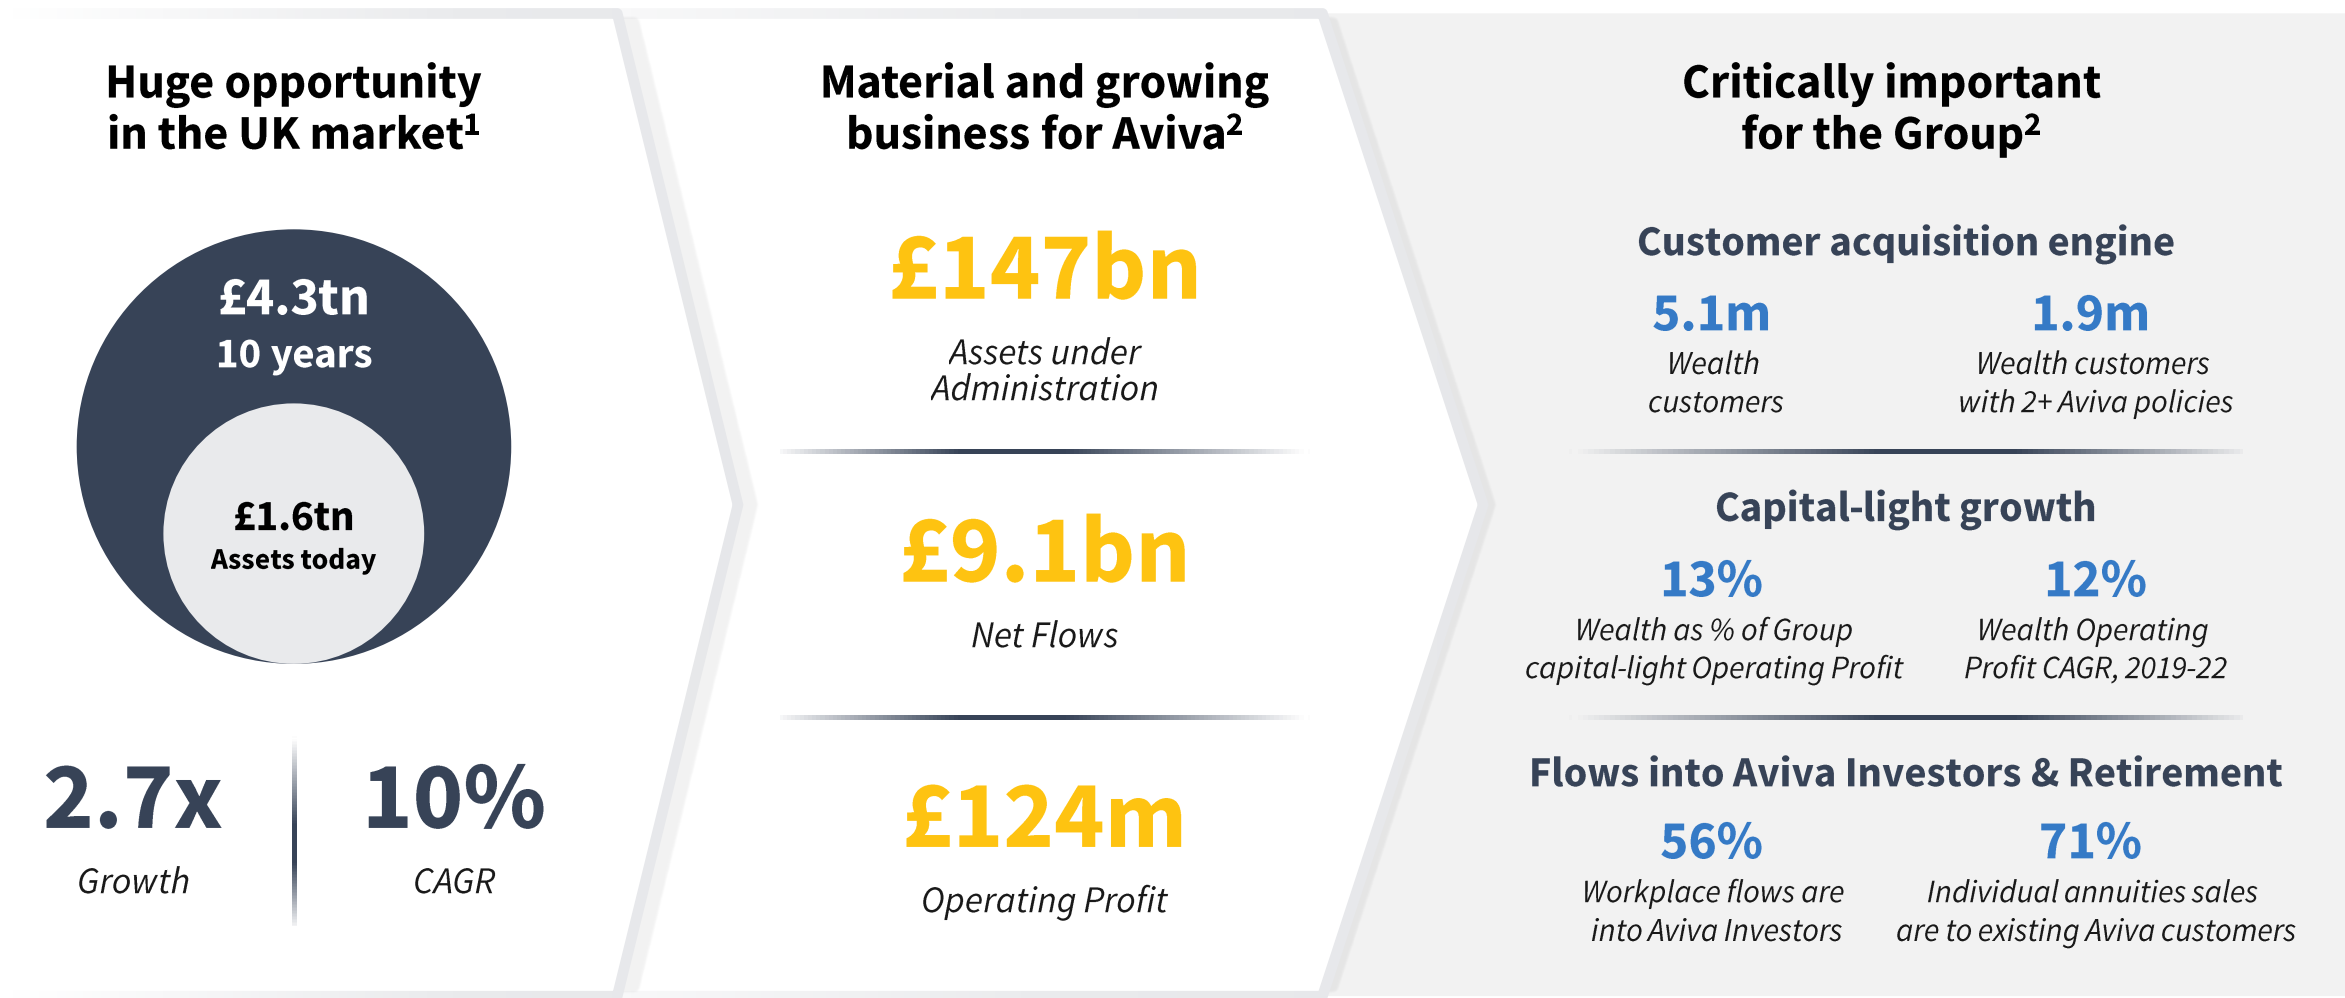 Huge opportunity
in the UK market¹
£4.3tn
10 years
£1.6tn
Assets today
2.7x
Growth
10%
CAGR
Material and growing
business for Aviva²
£147bn
Assets under
Administration
£9.1bn
Net Flows
£124m
Operating Profit
Critically important
for the Group²
Customer acquisition engine
5.1m
Wealth
customers
1.9m
Wealth customers
with 2+ Aviva policies
Capital-light growth
13%
Wealth as % of Group
capital-light Operating Profit
12%
Wealth Operating
Profit CAGR, 2019-22
Flows into Aviva Investors & Retirement
56%
Workplace flows are
into Aviva Investors
71%
Individual annuities sales
are to existing Aviva customers